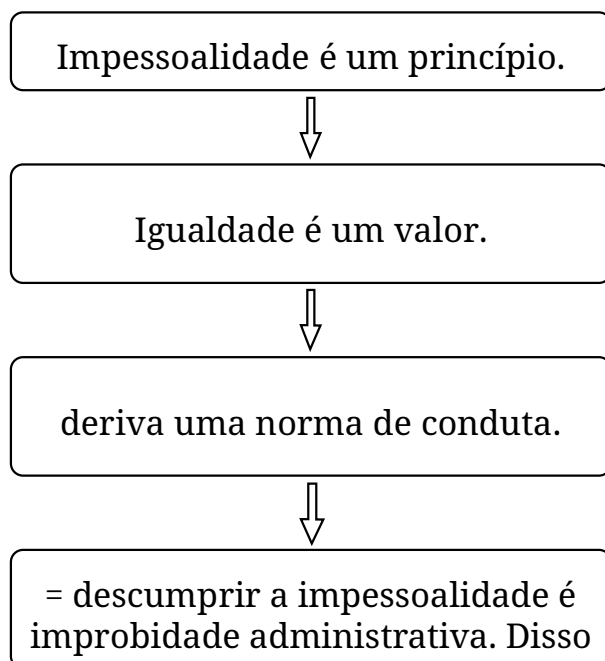 Impessoalidade é um princípio.
Igualdade é um valor.
deriva uma norma de conduta.
= descumprir a impessoalidade é
improbidade administrativa. Disso